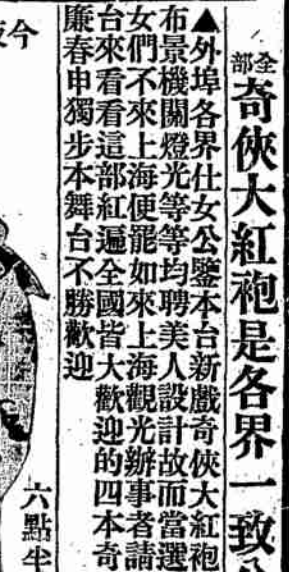 全部
奇俠大紅袍是各界一致
▲外埠各界仕女公鑒本台新戲奇俠大紅袍
布景機關燈光等等均聘美人設計故而當選
女們不來上海便罷如來上海觀光辦事者請
台來看看這部紅遍全國皆大歡迎的四本奇
廉春申獨步本舞台不勝歡迎
今
六點半